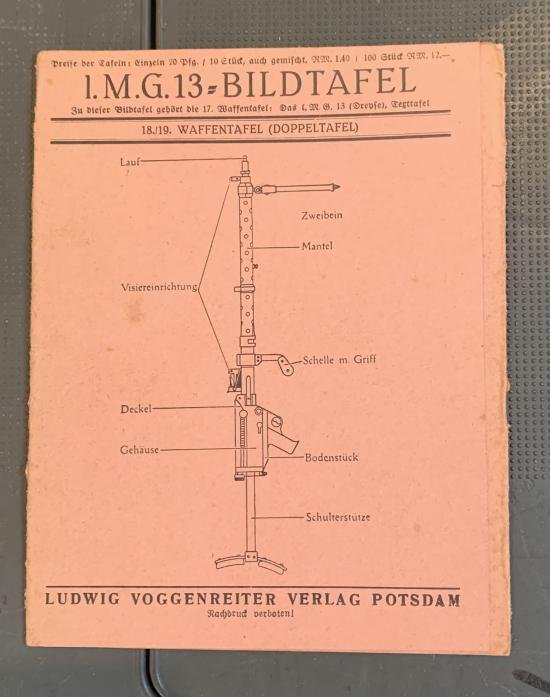 Preise der Tafeln: Einzeln 20 Pfg. / 10 Stück, auch gemischt, RM. 1.40 / 100 Stück RM. 12.—
l.M.G.13=BILDTAFEL
Zu dieser Bildtafel gehört die 17. Waffentafel: Das l. M. G. 13 (Dreyse), Texttafel
18./19. WAFFENTAFEL (DOPPELTAFEL)
Lauf
Zweibein
Mantel
Visiereinrichtung
Schelle m. Griff
Deckel
Gehäuse
Bodenstück
Schulterstütze
LUDWIG VOGGENREITER VERLAG POTSDAM
Nachdruck verboten!